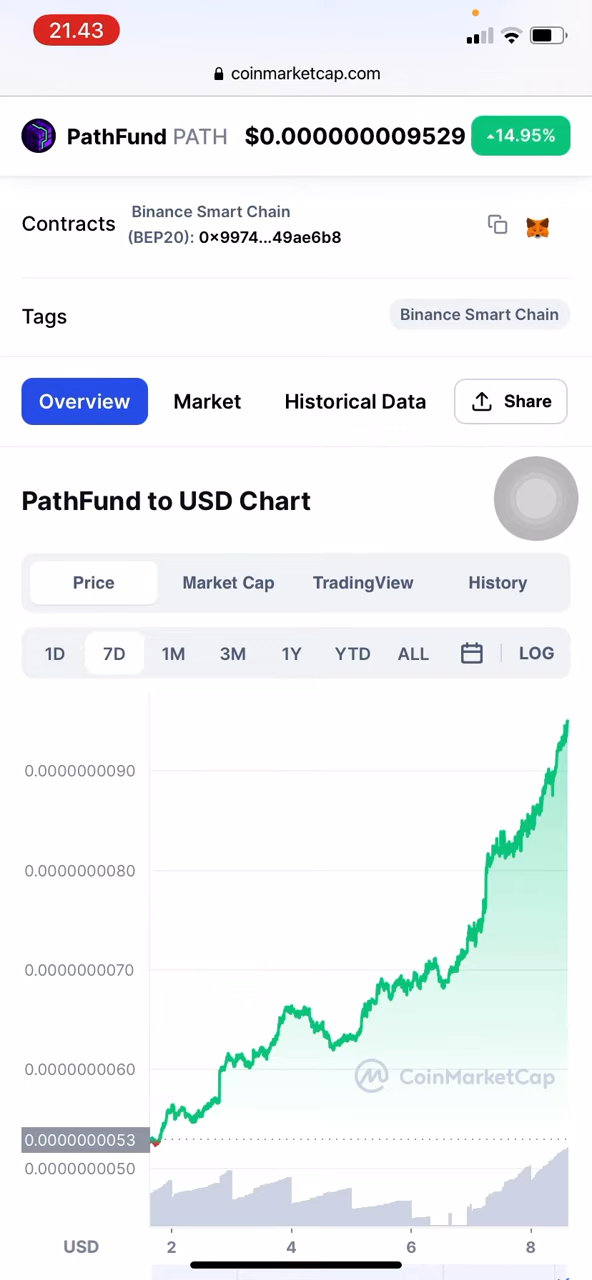 21.43
coinmarketcap.com
PathFund PATH $0.000000009529 14.95%
Contracts Binance Smart Chain
(BEP20): 0×9974...49ae6b8
Tags Binance Smart Chain
Overview Market Historical Data Share
PathFund to USD Chart
Price Market Cap TradingView History
1D 7D 1M 3M 1Y YTD ALL LOG
0.0000000090
0.0000000080
0.0000000070
0.0000000060
CoinMarketCap
0.0000000053
0.0000000050
USD 2 4 6 8